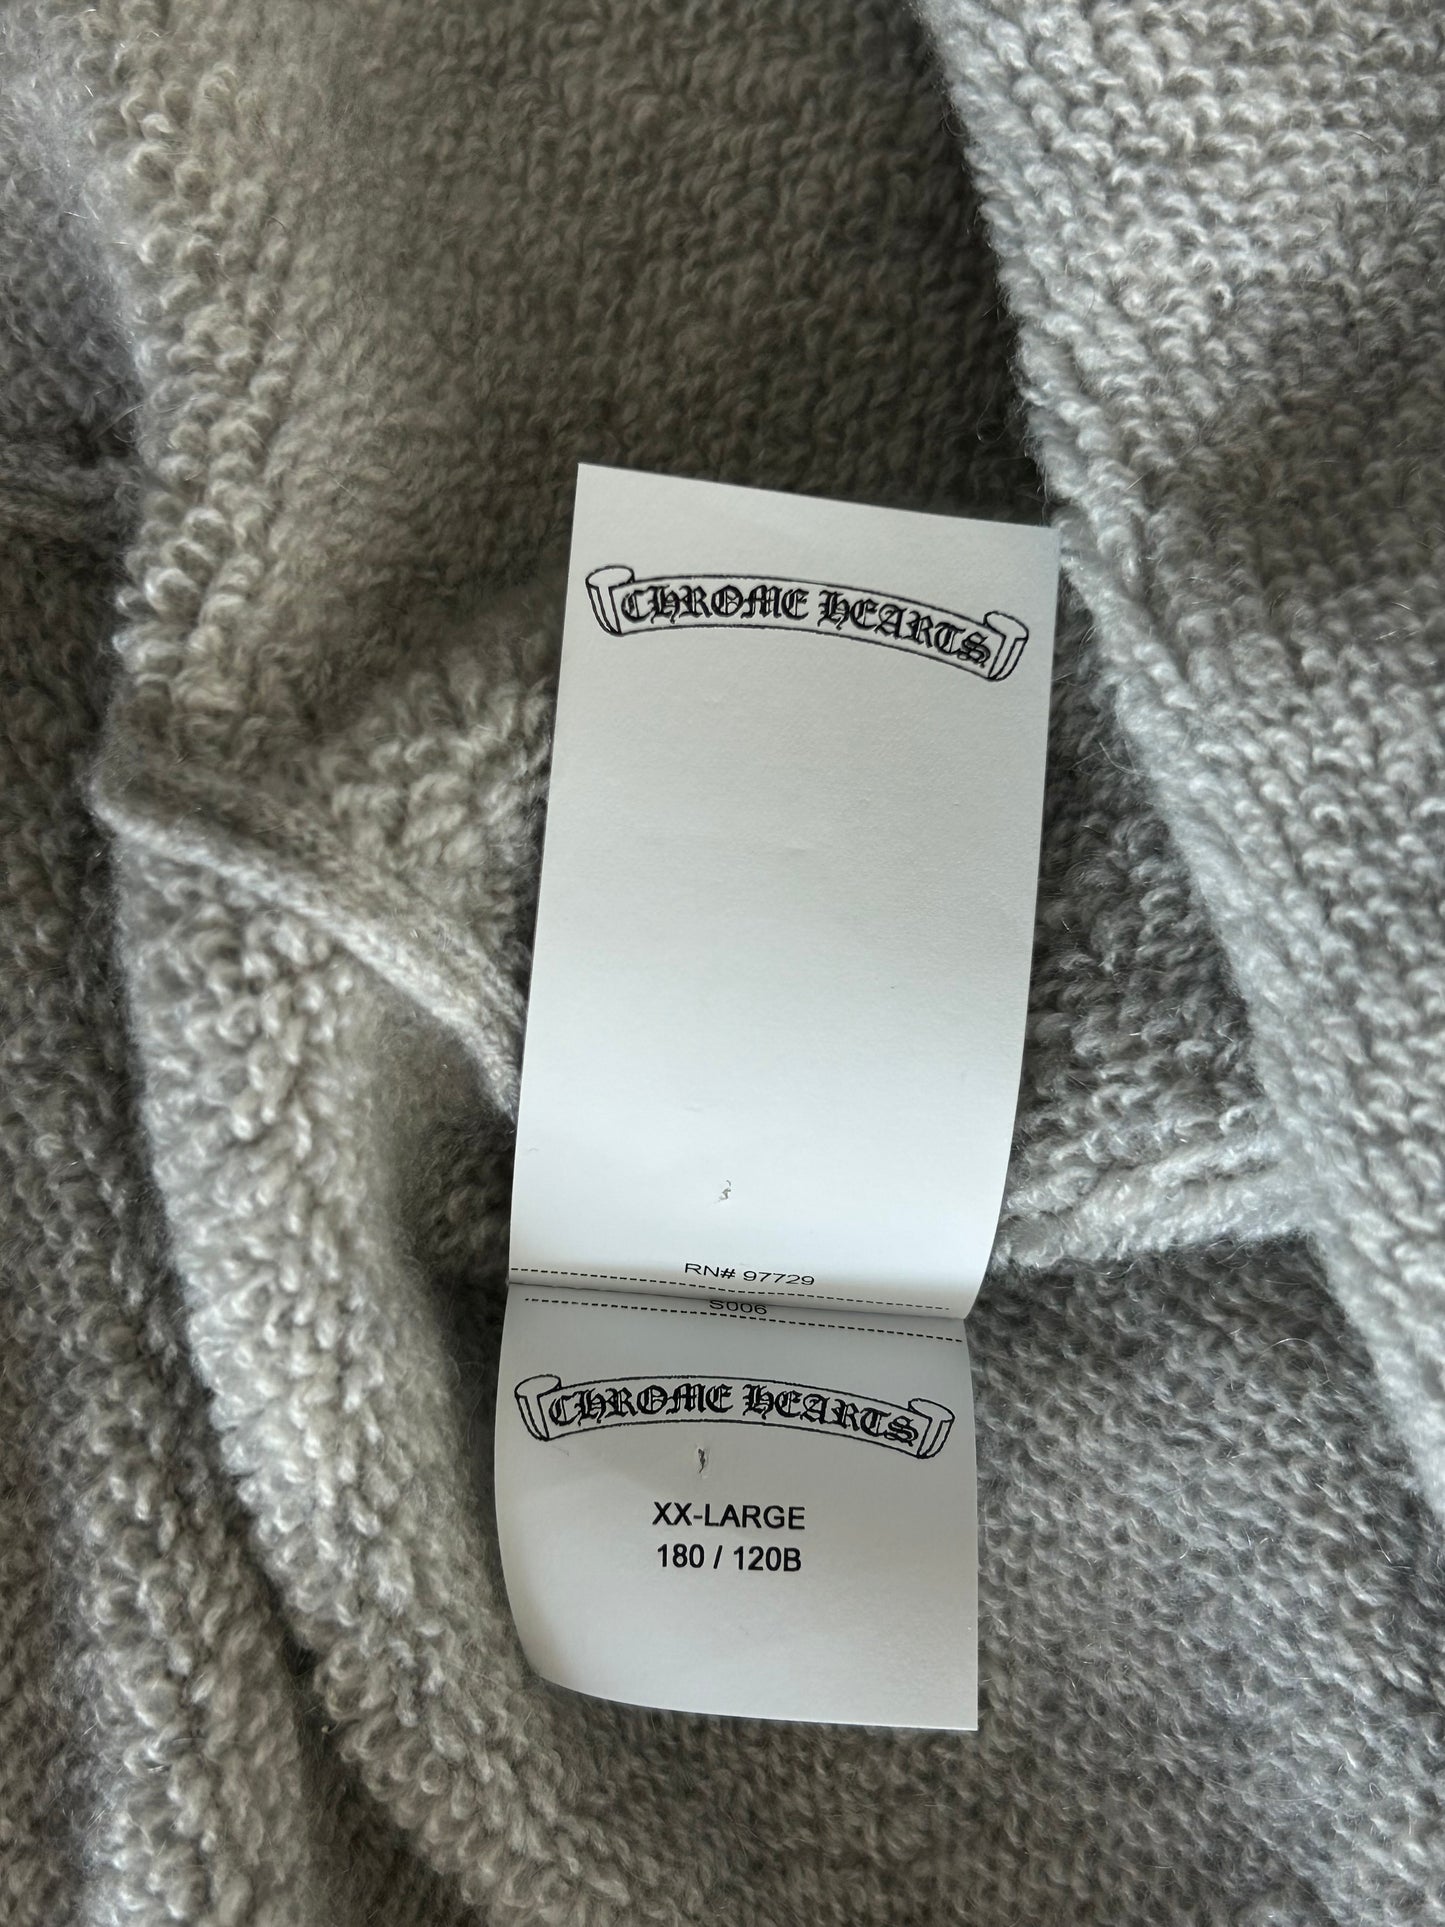 CHROME HEARTS
RN# 97729
S006
CHROME HEARTS
XX-LARGE
180 / 120B